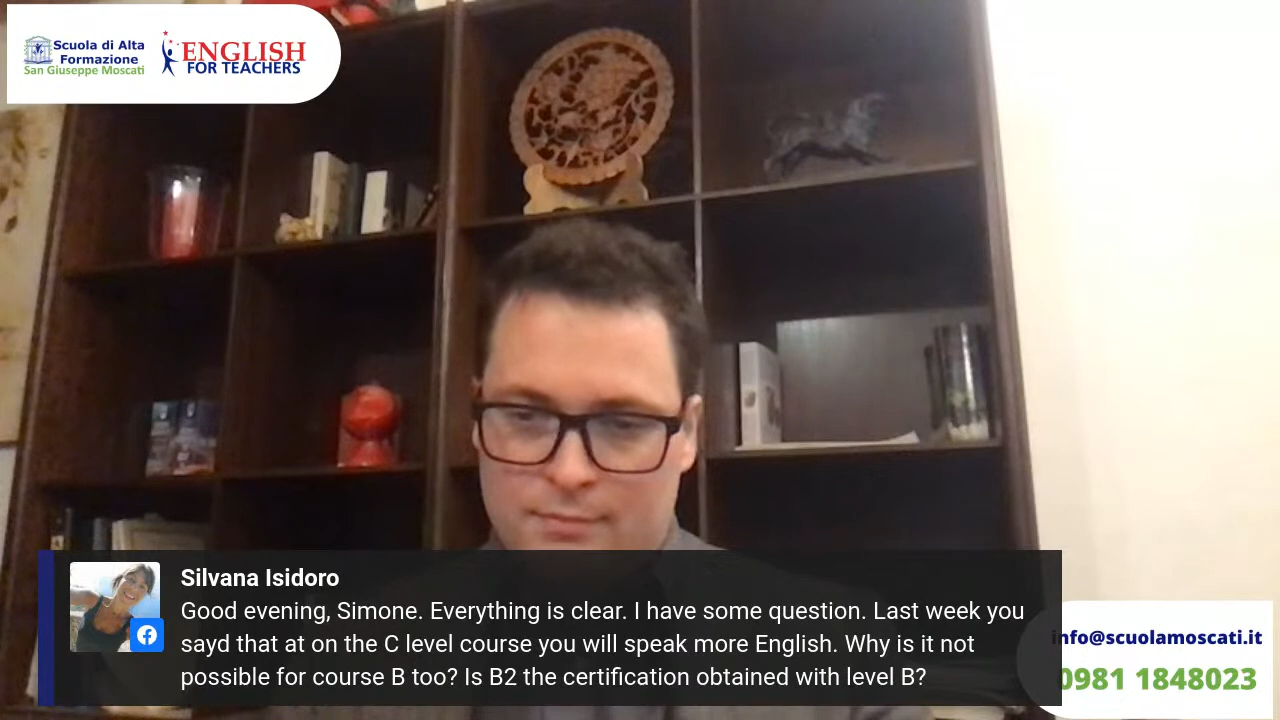 Scuola di Alta
Formazione
San Giuseppe Moscati
ENGLISH
FOR TEACHERS
Silvana Isidoro
Good evening, Simone. Everything is clear. I have some question. Last week you
sayd that at on the C level course you will speak more English. Why is it not
possible for course B too? Is B2 the certification obtained with level B?
info@scuolamoscati.it
0981 1848023